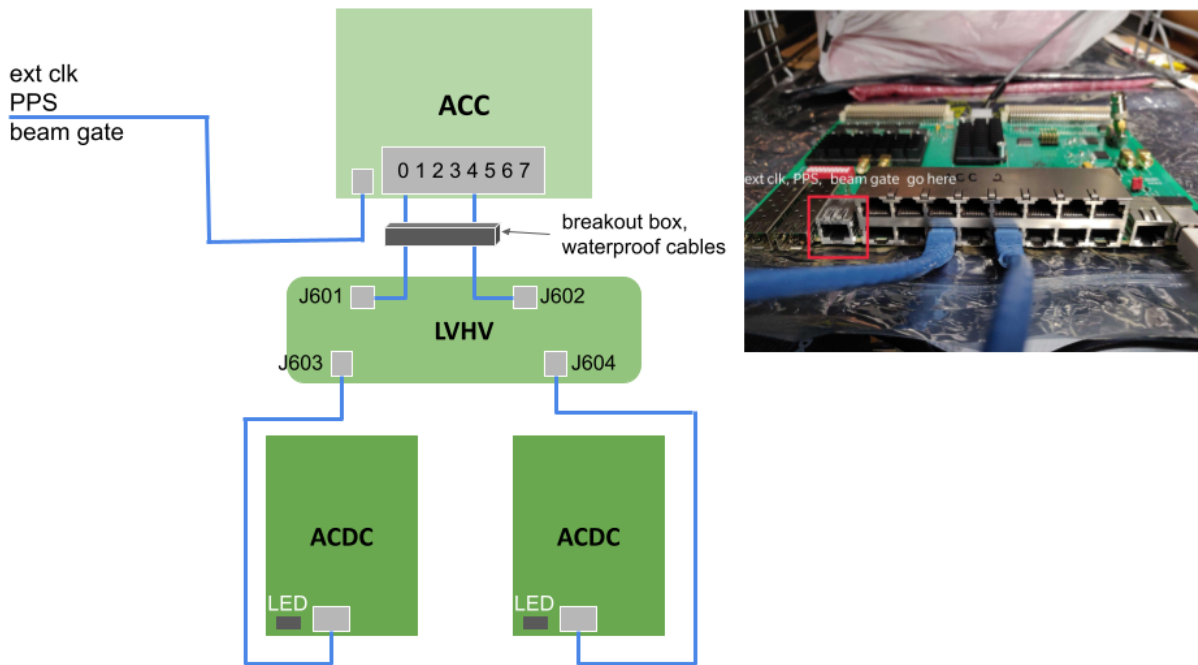 ext clk
PPS
beam gate
ACC
0 1 2 3 4 5 6 7
breakout box,
waterproof cables
J601
J602
LVHV
J603
J604
ACDC
LED
ACDC
LED
ext clk, PPS, beam gate go here